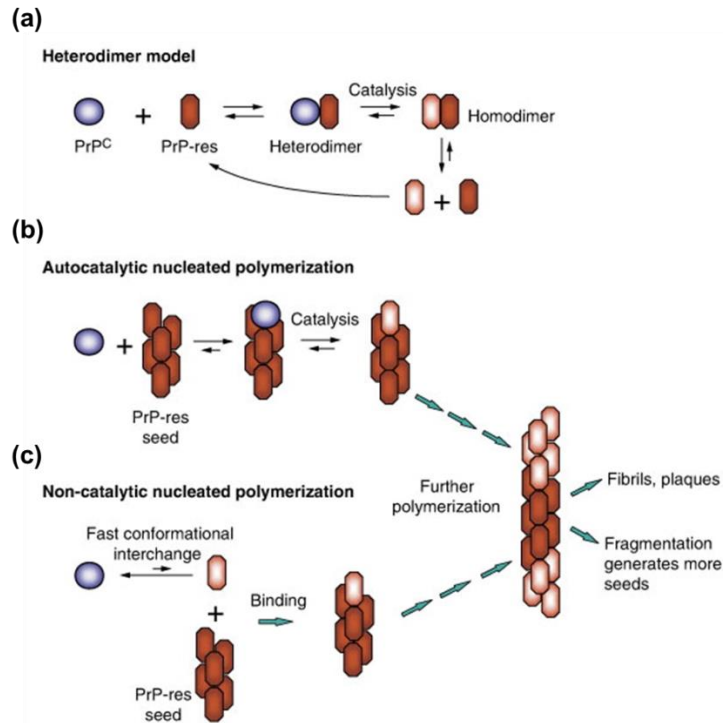 (a)
Heterodimer model
Catalysis
+
PrPC
PrP-res
Heterodimer
Homodimer
+
(b)
Autocatalytic nucleated polymerization
Catalysis
+
PrP-res
seed
(c)
Non-catalytic nucleated polymerization
Fast conformational
interchange
+
Binding
PrP-res
seed
Further
polymerization
Fibrils, plaques
Fragmentation
generates more
seeds